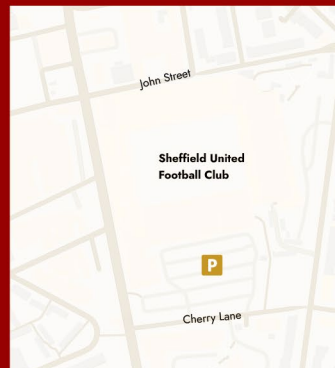 John Street
Sheffield United
Football Club
P
Cherry Lane